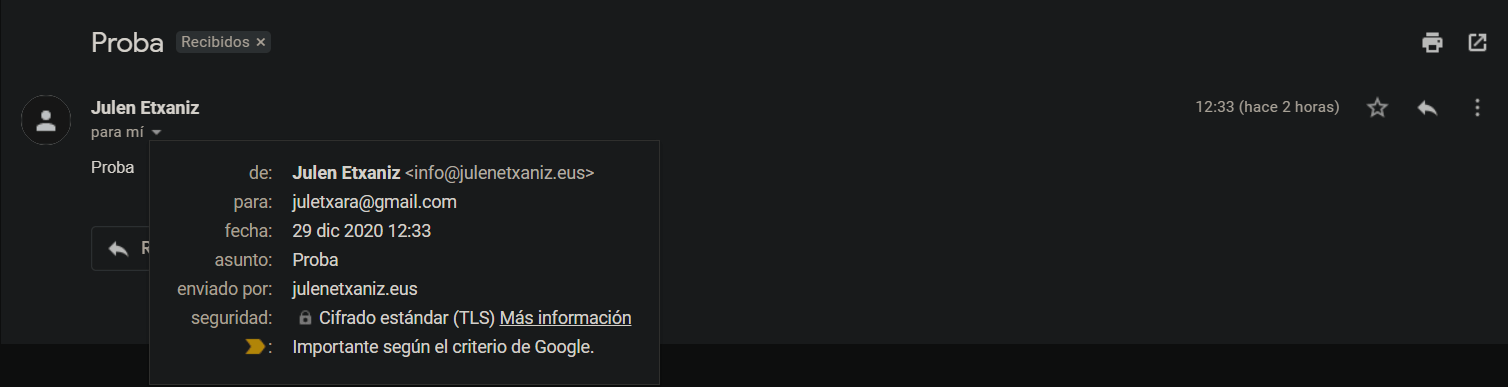 Proba Recibidos ×
Julen Etxaniz 12:33 (hace 2 horas)
para mí
Proba
de: Julen Etxaniz <info@julenetxaniz.eus>
para: juletxara@gmail.com
fecha: 29 dic 2020 12:33
asunto: Proba
enviado por: julenetxaniz.eus
seguridad: Cifrado estándar (TLS) Más información
: Importante según el criterio de Google.